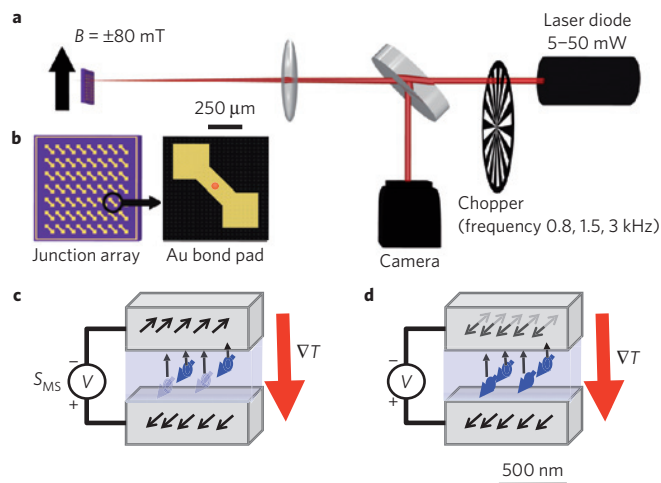 a
B = ±80 mT
Laser diode
5–50 mW
250 μm
b
Junction array
Au bond pad
Camera
Chopper
(frequency 0.8, 1.5, 3 kHz)
c
d
−
S_MS
V
+
∇T
−
V
+
∇T
500 nm